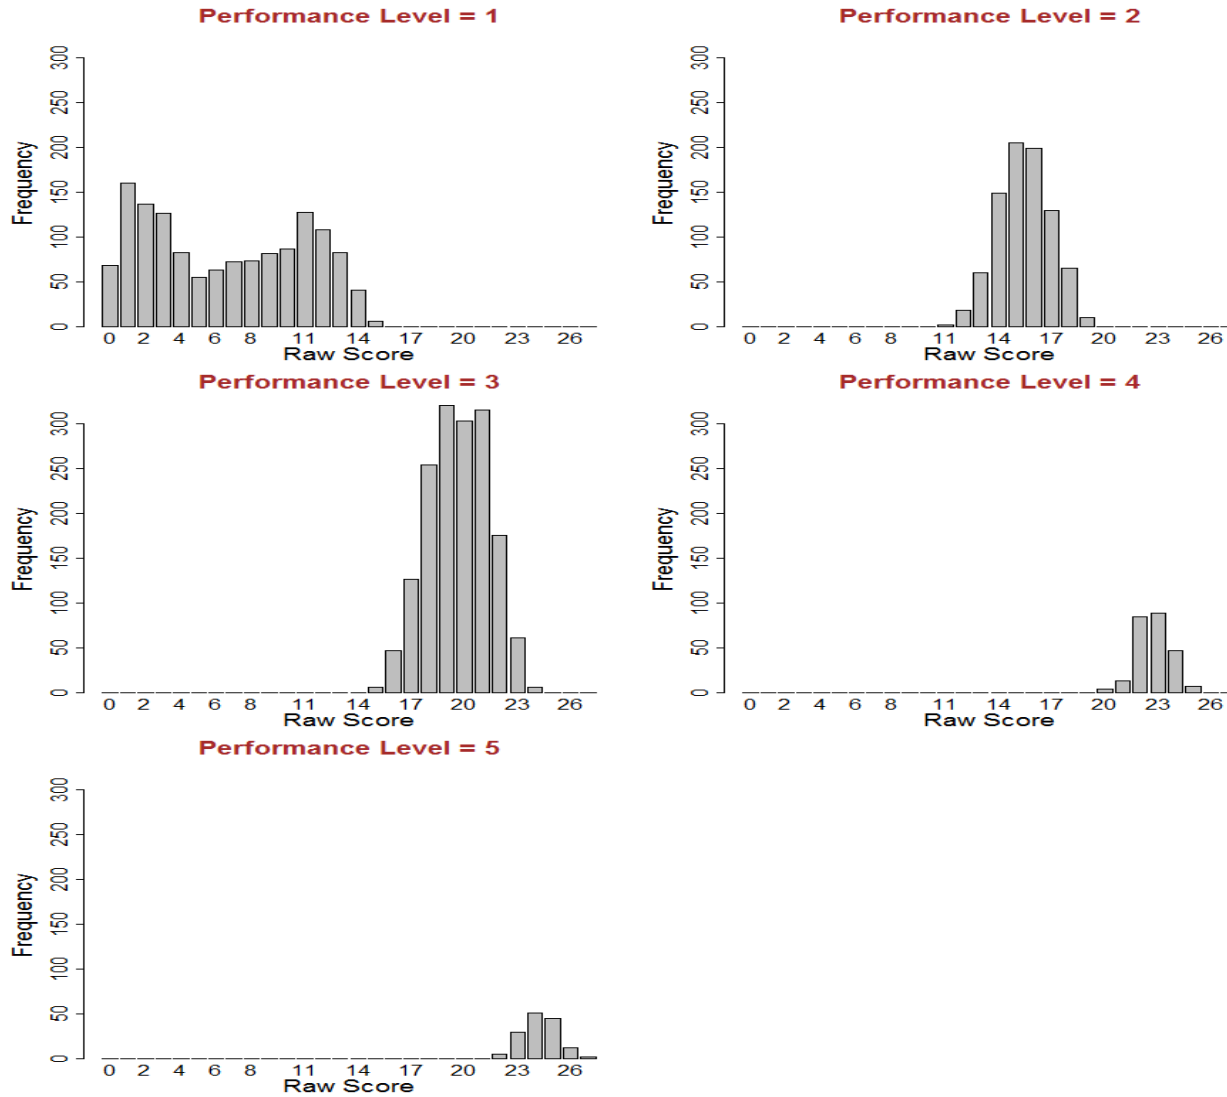 Performance Level = 1
Frequency
0 50 100 150 200 250 300
0 2 4 6 8 11 14 17 20 23 26
Raw Score
Performance Level = 2
Frequency
0 50 100 150 200 250 300
0 2 4 6 8 11 14 17 20 23 26
Raw Score
Performance Level = 3
Frequency
0 50 100 150 200 250 300
0 2 4 6 8 11 14 17 20 23 26
Raw Score
Performance Level = 4
Frequency
0 50 100 150 200 250 300
0 2 4 6 8 11 14 17 20 23 26
Raw Score
Performance Level = 5
Frequency
0 50 100 150 200 250 300
0 2 4 6 8 11 14 17 20 23 26
Raw Score